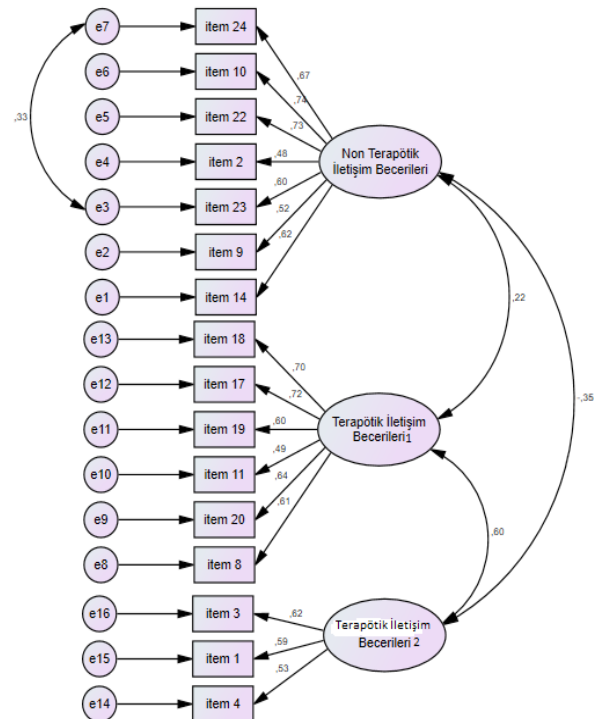 e7
item 24
,67
e6
item 10
,74
e5
item 22
,73
,33
e4
item 2
,48
Non Terapötik
İletişim Becerileri
e3
item 23
,60
e2
item 9
,52
e1
item 14
,62
,22
-,35
e13
item 18
,70
e12
item 17
,72
e11
item 19
,60
Terapötik İletişim
Becerileri1
e10
item 11
,49
e9
item 20
,64
e8
item 8
,61
,60
e16
item 3
,62
Terapötik İletişim
Becerileri 2
e15
item 1
,59
e14
item 4
,53